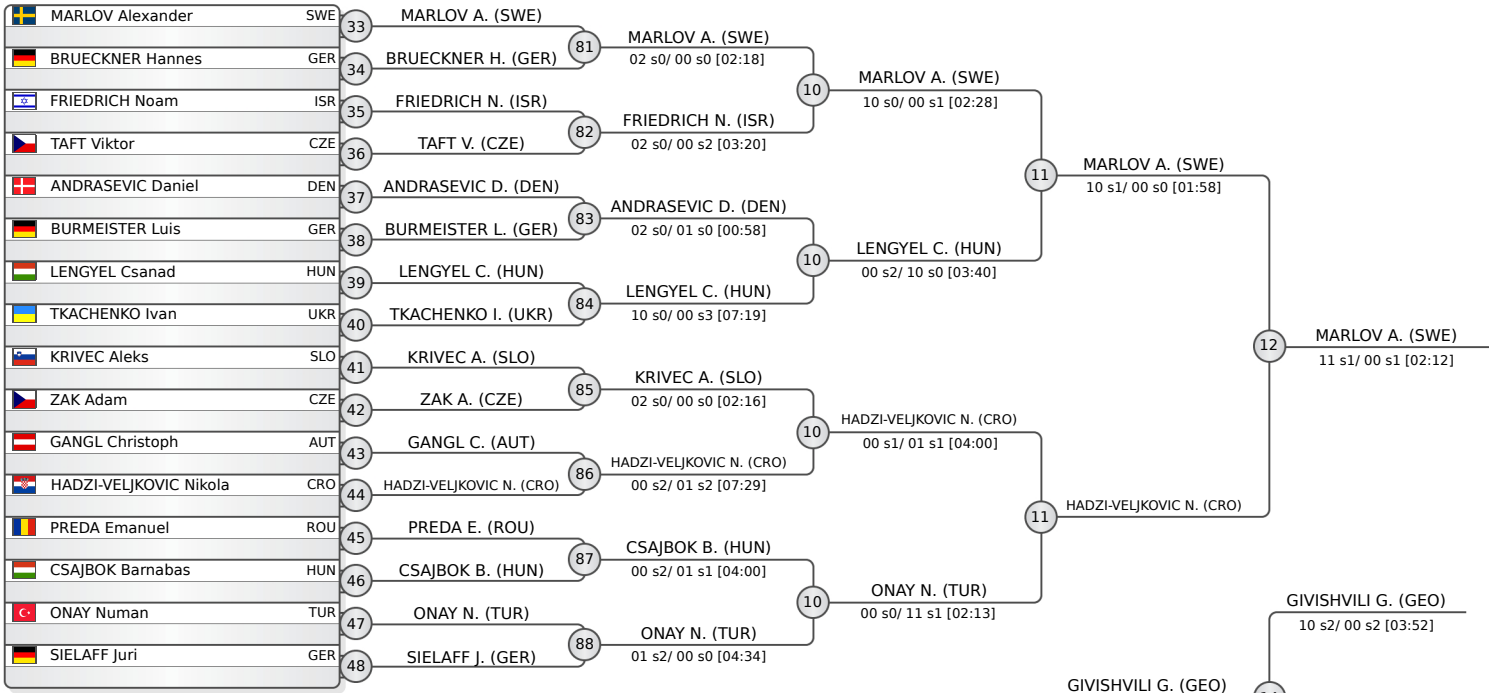 MARLOV Alexander SWE
BRUECKNER Hannes GER
FRIEDRICH Noam ISR
TAFT Viktor CZE
ANDRASEVIC Daniel DEN
BURMEISTER Luis GER
LENGYEL Csanad HUN
TKACHENKO Ivan UKR
KRIVEC Aleks SLO
ZAK Adam CZE
GANGL Christoph AUT
HADZI-VELJKOVIC Nikola CRO
PREDA Emanuel ROU
CSAJBOK Barnabas HUN
ONAY Numan TUR
SIELAFF Juri GER
33
34
35
36
37
38
39
40
41
42
43
44
45
46
47
48
MARLOV A. (SWE)
BRUECKNER H. (GER)
FRIEDRICH N. (ISR)
TAFT V. (CZE)
ANDRASEVIC D. (DEN)
BURMEISTER L. (GER)
LENGYEL C. (HUN)
TKACHENKO I. (UKR)
KRIVEC A. (SLO)
ZAK A. (CZE)
GANGL C. (AUT)
HADZI-VELJKOVIC N. (CRO)
PREDA E. (ROU)
CSAJBOK B. (HUN)
ONAY N. (TUR)
SIELAFF J. (GER)
81
82
83
84
85
86
87
88
MARLOV A. (SWE)
02 s0/ 00 s0 [02:18]
FRIEDRICH N. (ISR)
02 s0/ 00 s2 [03:20]
ANDRASEVIC D. (DEN)
02 s0/ 01 s0 [00:58]
LENGYEL C. (HUN)
10 s0/ 00 s3 [07:19]
KRIVEC A. (SLO)
02 s0/ 00 s0 [02:16]
HADZI-VELJKOVIC N. (CRO)
00 s2/ 01 s2 [07:29]
CSAJBOK B. (HUN)
00 s2/ 01 s1 [04:00]
ONAY N. (TUR)
01 s2/ 00 s0 [04:34]
10
10
10
10
MARLOV A. (SWE)
10 s0/ 00 s1 [02:28]
LENGYEL C. (HUN)
00 s2/ 10 s0 [03:40]
HADZI-VELJKOVIC N. (CRO)
00 s1/ 01 s1 [04:00]
ONAY N. (TUR)
00 s0/ 11 s1 [02:13]
11
11
MARLOV A. (SWE)
10 s1/ 00 s0 [01:58]
HADZI-VELJKOVIC N. (CRO)
12
MARLOV A. (SWE)
11 s1/ 00 s1 [02:12]
GIVISHVILI G. (GEO)
10 s2/ 00 s2 [03:52]
GIVISHVILI G. (GEO)